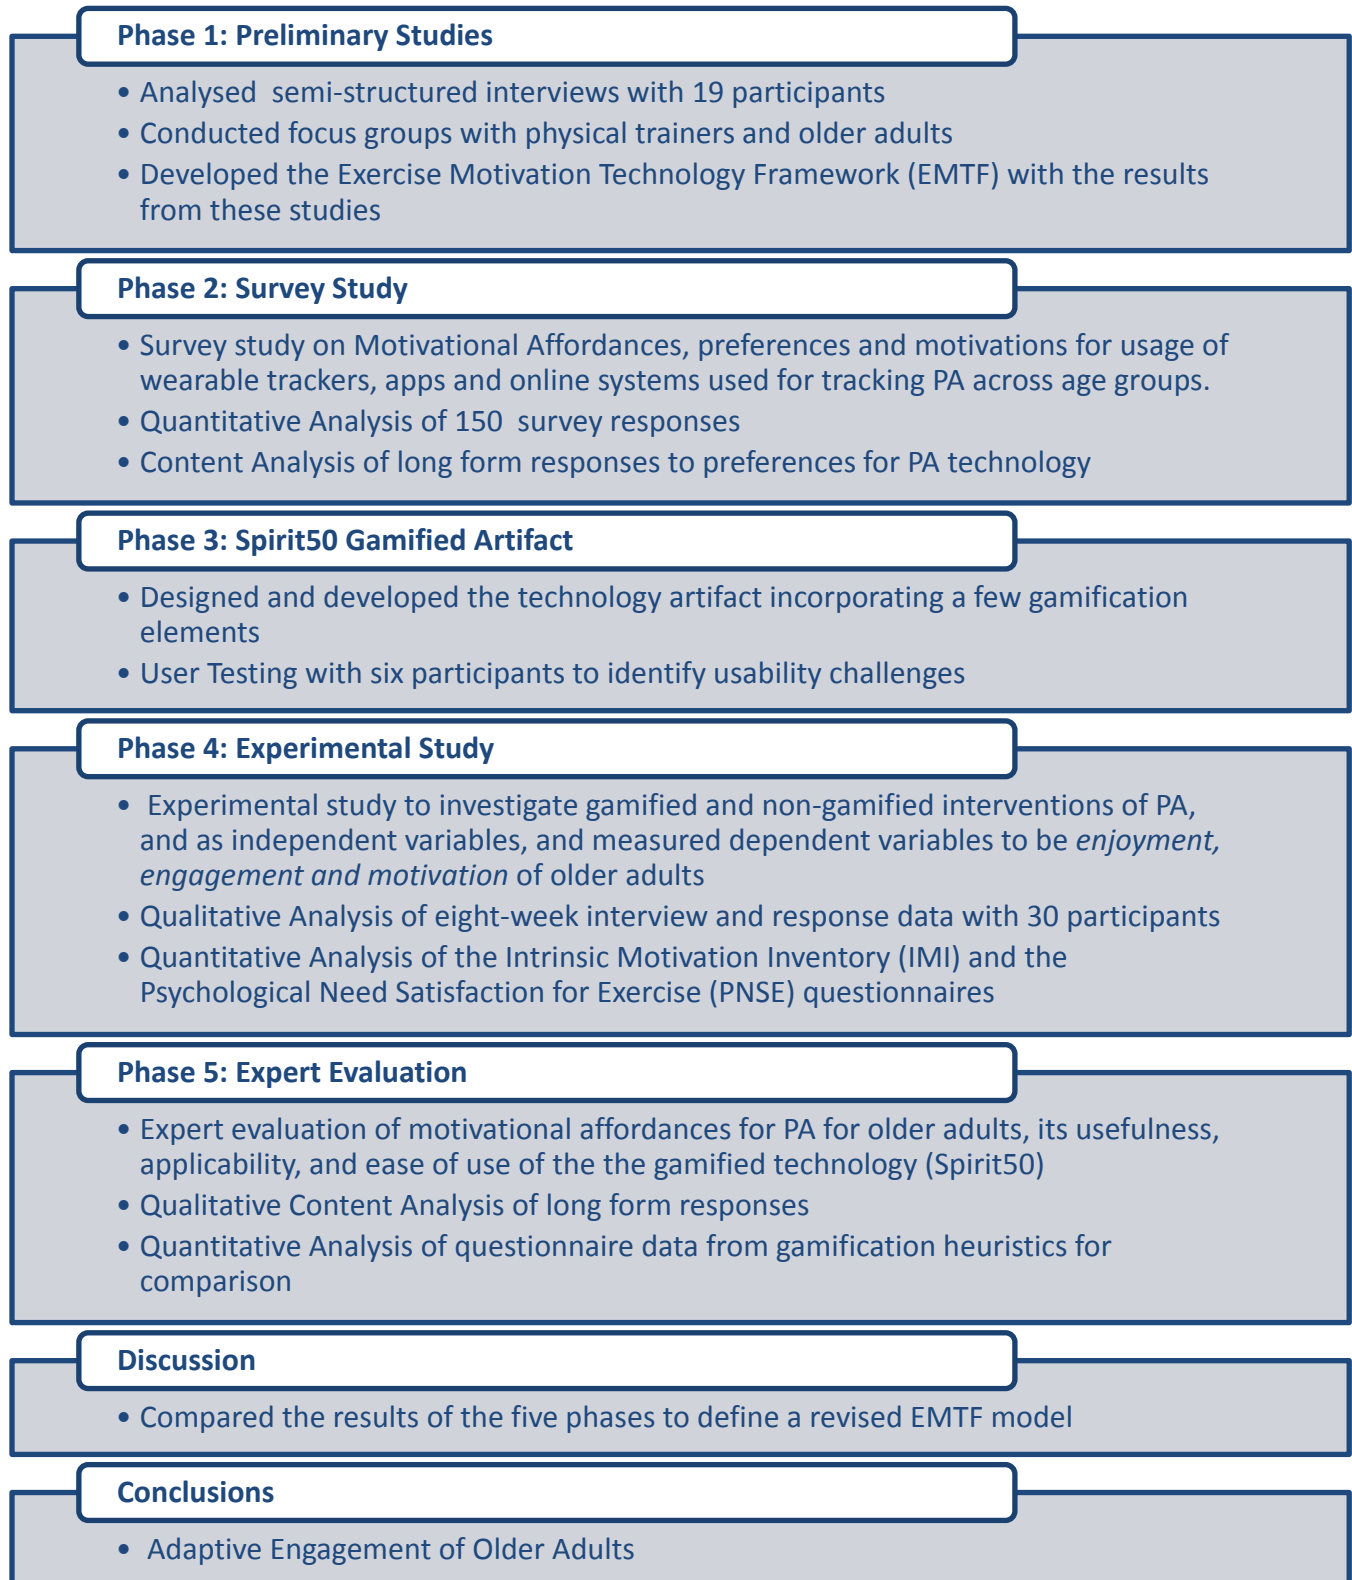 Phase 1: Preliminary Studies
• Analysed  semi-structured interviews with 19 participants
• Conducted focus groups with physical trainers and older adults
• Developed the Exercise Motivation Technology Framework (EMTF) with the results
from these studies
Phase 2: Survey Study
• Survey study on Motivational Affordances, preferences and motivations for usage of
wearable trackers, apps and online systems used for tracking PA across age groups.
• Quantitative Analysis of 150  survey responses
• Content Analysis of long form responses to preferences for PA technology
Phase 3: Spirit50 Gamified Artifact
• Designed and developed the technology artifact incorporating a few gamification
elements
• User Testing with six participants to identify usability challenges
Phase 4: Experimental Study
•  Experimental study to investigate gamified and non-gamified interventions of PA,
and as independent variables, and measured dependent variables to be enjoyment,
engagement and motivation of older adults
• Qualitative Analysis of eight-week interview and response data with 30 participants
• Quantitative Analysis of the Intrinsic Motivation Inventory (IMI) and the
Psychological Need Satisfaction for Exercise (PNSE) questionnaires
Phase 5: Expert Evaluation
• Expert evaluation of motivational affordances for PA for older adults, its usefulness,
applicability, and ease of use of the the gamified technology (Spirit50)
• Qualitative Content Analysis of long form responses
• Quantitative Analysis of questionnaire data from gamification heuristics for
comparison
Discussion
• Compared the results of the five phases to define a revised EMTF model
Conclusions
•  Adaptive Engagement of Older Adults